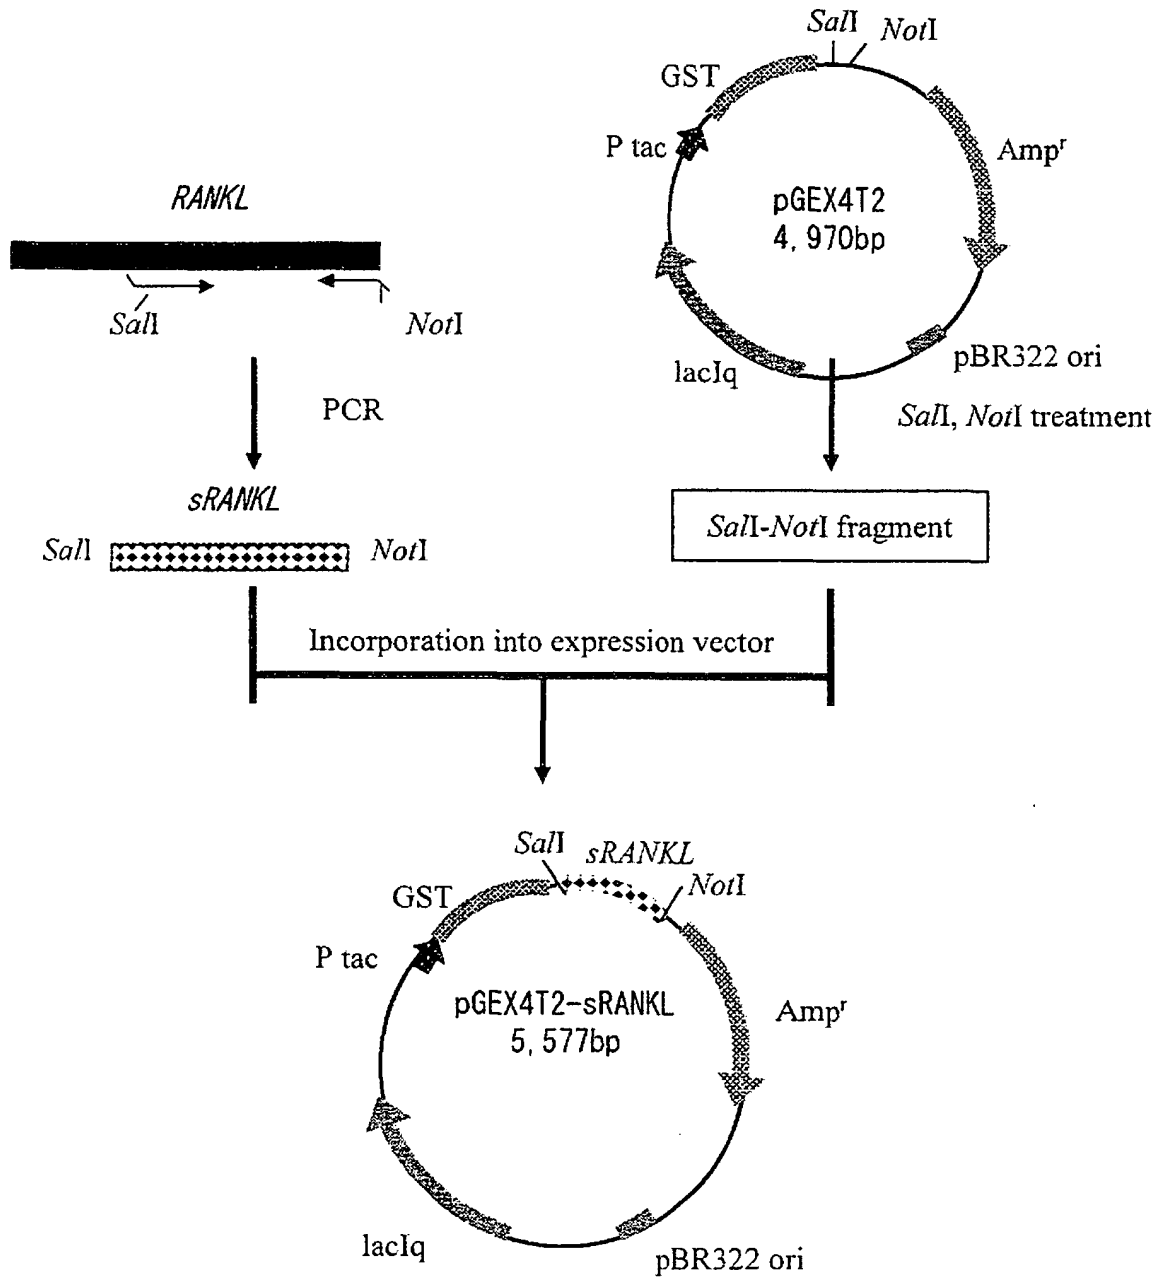 SalI
NotI
GST
P tac
Amp^r
pGEX4T2
4,970bp
lacIq
pBR322 ori
RANKL
SalI
NotI
PCR
SalI, NotI treatment
sRANKL
SalI
NotI
SalI-NotI fragment
Incorporation into expression vector
SalI
sRANKL
NotI
GST
P tac
pGEX4T2-sRANKL
5,577bp
Amp^r
lacIq
pBR322 ori